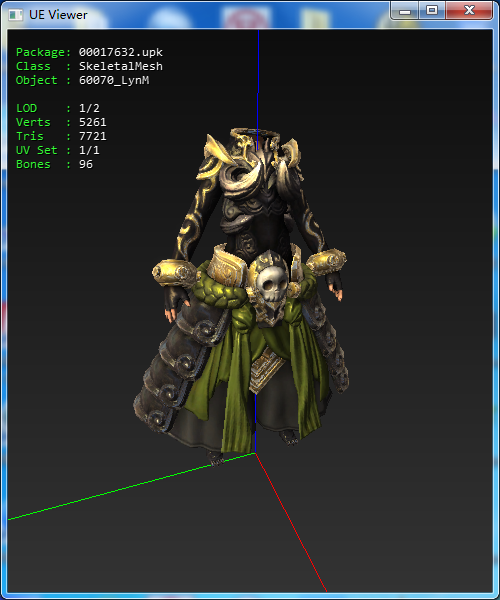 UE Viewer
Package: 00017632.upk
Class : SkeletalMesh
Object : 60070_LynM
LOD : 1/2
Verts : 5261
Tris : 7721
UV Set : 1/1
Bones : 96